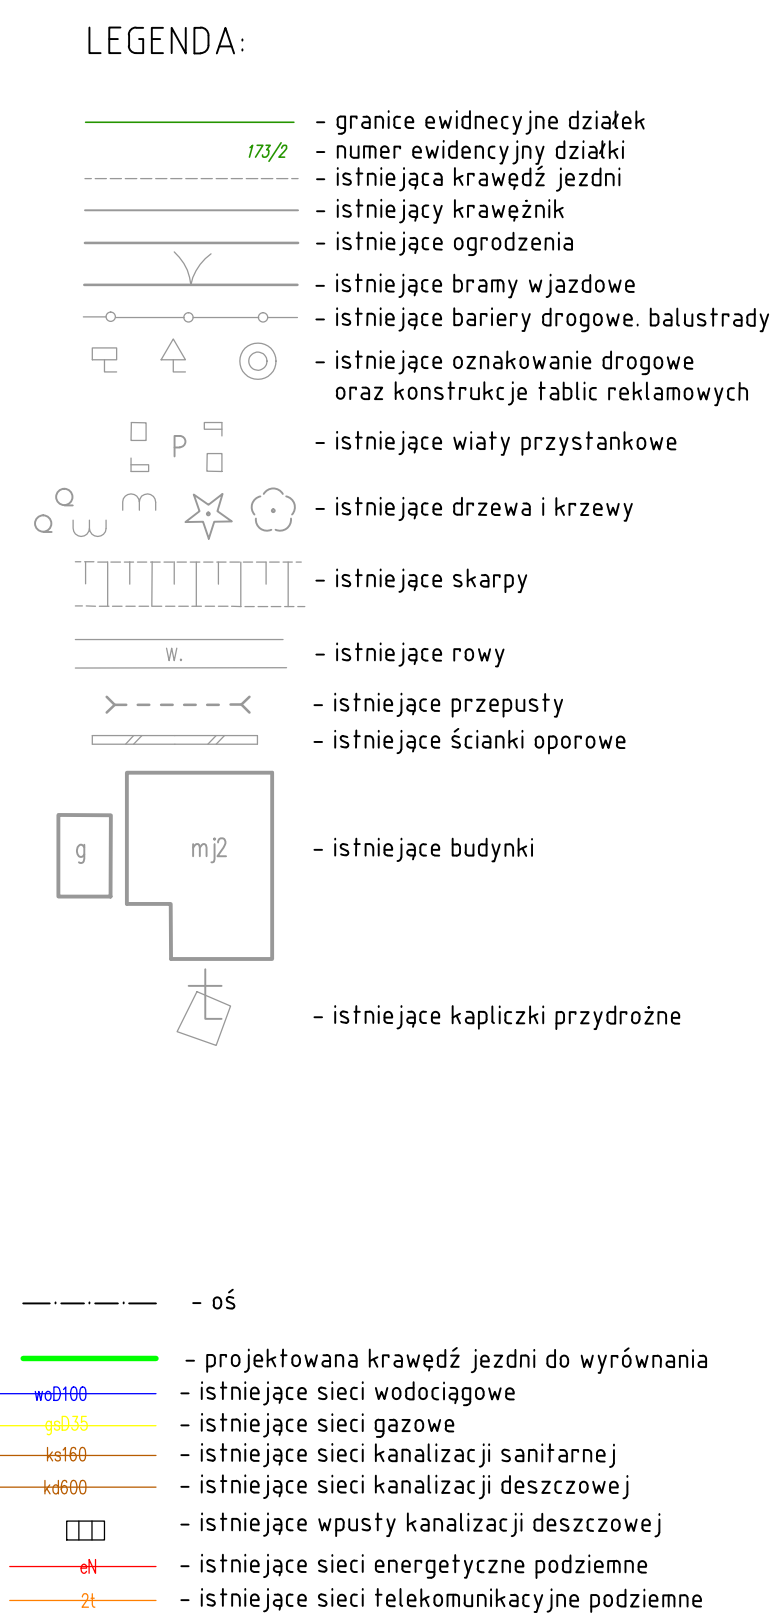 LEGENDA:
- granice ewidnecyjne działek
173/2 - numer ewidencyjny działki
- istniejąca krawędź jezdni
- istniejący krawężnik
- istniejące ogrodzenia
- istniejące bramy wjazdowe
- istniejące bariery drogowe. balustrady
- istniejące oznakowanie drogowe
oraz konstrukcje tablic reklamowych
P - istniejące wiaty przystankowe
- istniejące drzewa i krzewy
- istniejące skarpy
w. - istniejące rowy
- istniejące przepusty
- istniejące ścianki oporowe
g mj2 - istniejące budynki
- istniejące kapliczki przydrożne
- oś
- projektowana krawędź jezdni do wyrównania
woD100 - istniejące sieci wodociągowe
gsD35 - istniejące sieci gazowe
ks160 - istniejące sieci kanalizacji sanitarnej
kd600 - istniejące sieci kanalizacji deszczowej
- istniejące wpusty kanalizacji deszczowej
eN - istniejące sieci energetyczne podziemne
2t - istniejące sieci telekomunikacyjne podziemne